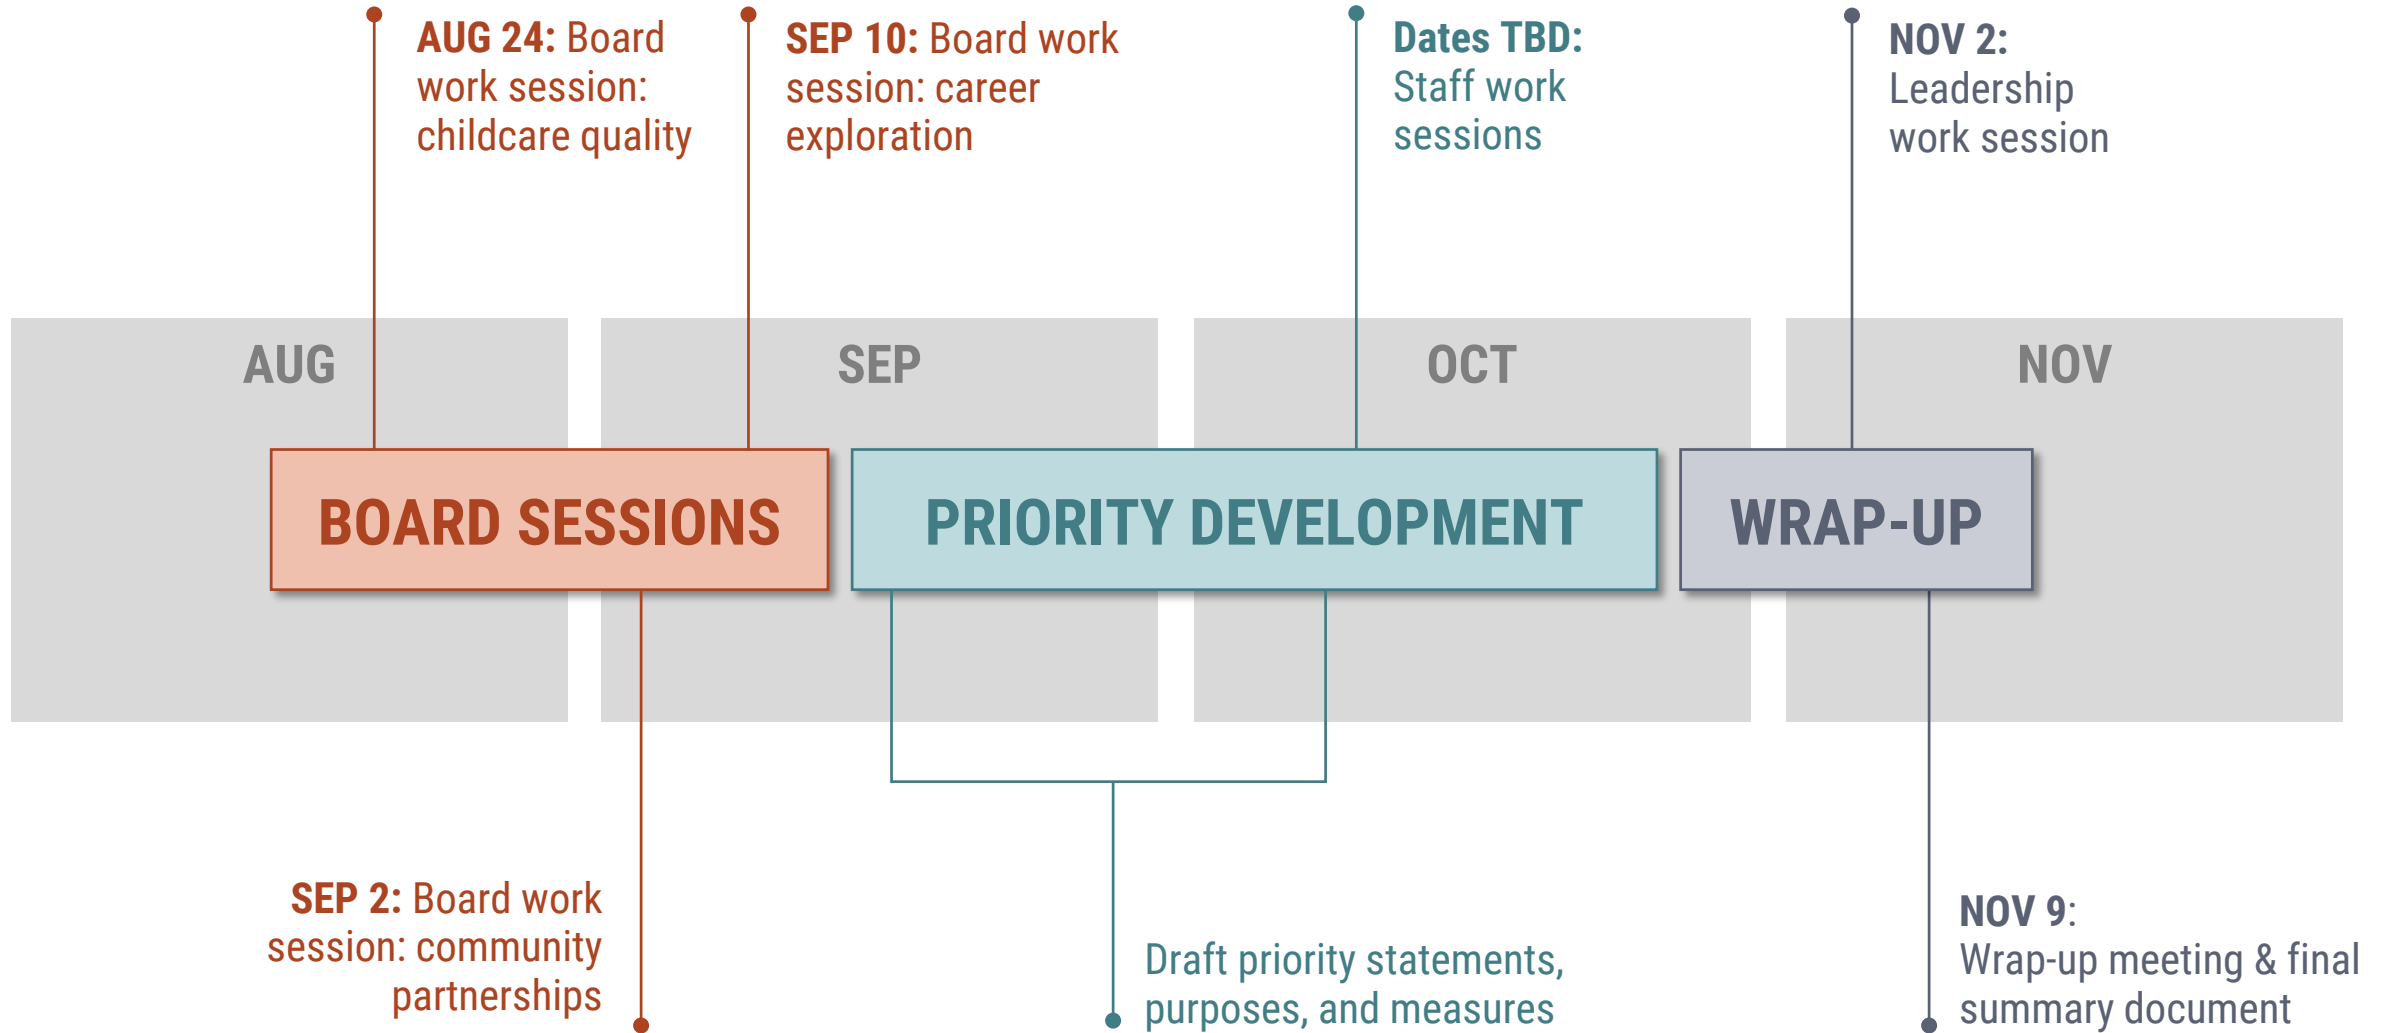 AUG 24: Board
work session:
childcare quality
SEP 10: Board work
session: career
exploration
Dates TBD:
Staff work
sessions
NOV 2:
Leadership
work session
AUG
SEP
OCT
NOV
BOARD SESSIONS
PRIORITY DEVELOPMENT
WRAP-UP
SEP 2: Board work
session: community
partnerships
Draft priority statements,
purposes, and measures
NOV 9:
Wrap-up meeting & final
summary document